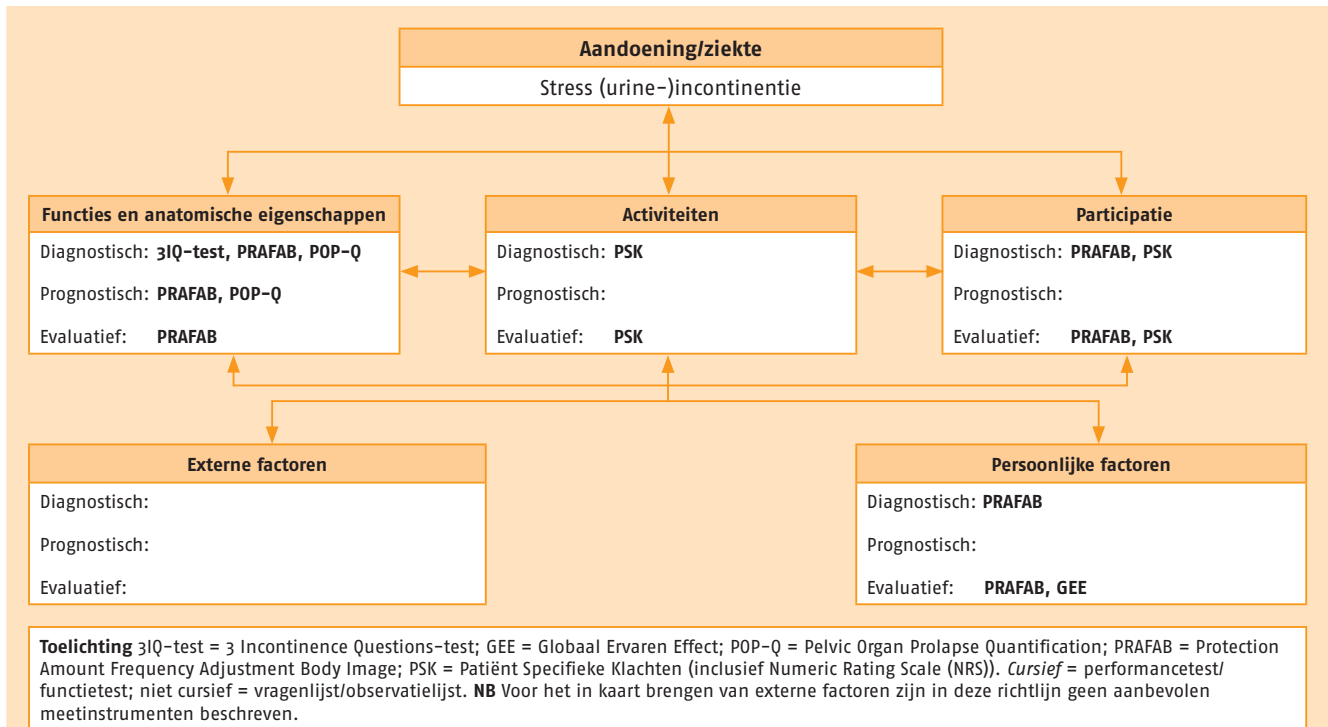 Aandoening/ziekte
Stress (urine-)incontinentie
Functies en anatomische eigenschappen
Diagnostisch: 3IQ-test, PRAFAB, POP-Q
Prognostisch: PRAFAB, POP-Q
Evaluatief: PRAFAB
Activiteiten
Diagnostisch: PSK
Prognostisch:
Evaluatief: PSK
Participatie
Diagnostisch: PRAFAB, PSK
Prognostisch:
Evaluatief: PRAFAB, PSK
Externe factoren
Diagnostisch:
Prognostisch:
Evaluatief:
Persoonlijke factoren
Diagnostisch: PRAFAB
Prognostisch:
Evaluatief: PRAFAB, GEE
Toelichting 3IQ-test = 3 Incontinence Questions-test; GEE = Globaal Ervaren Effect; POP-Q = Pelvic Organ Prolapse Quantification; PRAFAB = Protection
Amount Frequency Adjustment Body Image; PSK = Patiënt Specifieke Klachten (inclusief Numeric Rating Scale (NRS)). Cursief = performancetest/
functietest; niet cursief = vragenlijst/observatielijst. NB Voor het in kaart brengen van externe factoren zijn in deze richtlijn geen aanbevolen
meetinstrumenten beschreven.